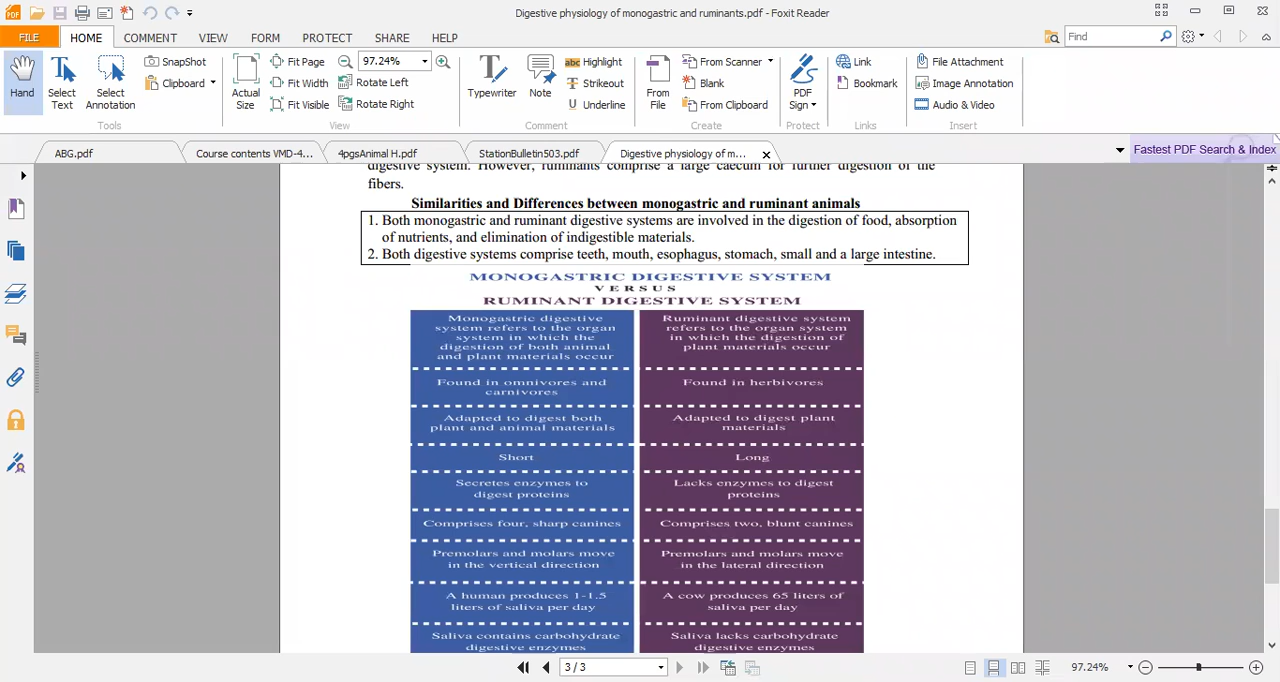 Digestive physiology of monogastric and ruminants.pdf - Foxit Reader
FILE HOME COMMENT VIEW FORM PROTECT SHARE HELP
Find
Hand
Select Text
Select Annotation
SnapShot
Clipboard
Tools
Actual Size
Fit Page
Fit Width
Fit Visible
97.24%
Rotate Left
Rotate Right
View
Typewriter
Note
abc Highlight
Strikeout
U Underline
Comment
From File
From Scanner
Blank
From Clipboard
Create
PDF Sign
Protect
Link
Bookmark
Links
File Attachment
Image Annotation
Audio & Video
Insert
ABG.pdf
Course contents VMD-4...
4pgsAnimal H.pdf
StationBulletin503.pdf
Digestive physiology of m...
Fastest PDF Search & Index
digestive system. However, ruminants comprise a large caecum for further digestion of the
fibers.
Similarities and Differences between monogastric and ruminant animals
1. Both monogastric and ruminant digestive systems are involved in the digestion of food, absorption
of nutrients, and elimination of indigestible materials.
2. Both digestive systems comprise teeth, mouth, esophagus, stomach, small and a large intestine.
MONOGASTRIC DIGESTIVE SYSTEM
VERSUS
RUMINANT DIGESTIVE SYSTEM
Monogastric digestive
system refers to the organ
system in which the
digestion of both animal
and plant materials occur
Ruminant digestive system
refers to the organ system
in which the digestion of
plant materials occur
Found in omnivores and
carnivores
Found in herbivores
Adapted to digest both
plant and animal materials
Adapted to digest plant
materials
Short
Long
Secretes enzymes to
digest proteins
Lacks enzymes to digest
proteins
Comprises four, sharp canines
Comprises two, blunt canines
Premolars and molars move
in the vertical direction
Premolars and molars move
in the lateral direction
A human produces 1-1.5
liters of saliva per day
A cow produces 65 liters of
saliva per day
Saliva contains carbohydrate
digestive enzymes
Saliva lacks carbohydrate
digestive enzymes
3 / 3
97.24%